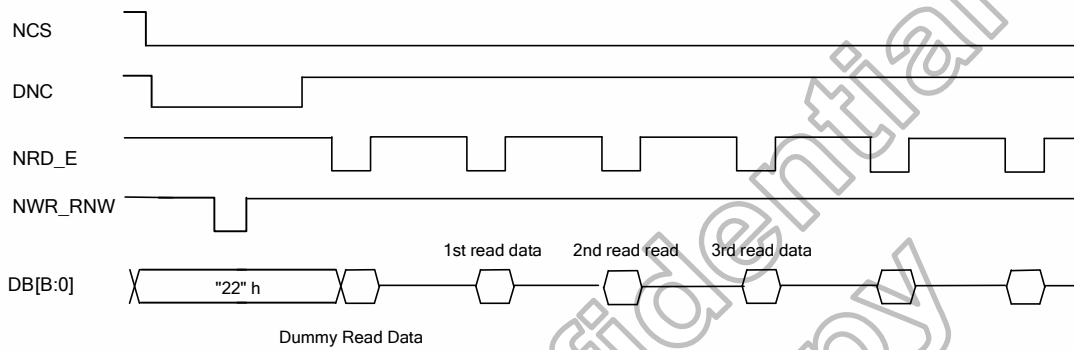 NCS
DNC
NRD_E
NWR_RNW
1st read data 2nd read read 3rd read data
DB[B:0] "22" h
Dummy Read Data